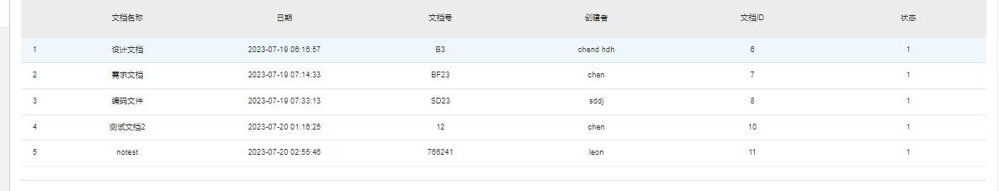 文档名称 日期 文档号 创建者 文档ID 状态
1 设计文档 2023-07-19 06:16:57 B3 chend hdh 6 1
2 需求文档 2023-07-19 07:14:33 BF23 chen 7 1
3 编码文件 2023-07-19 07:33:13 SD23 sddj 8 1
4 测试文档2 2023-07-20 01:16:25 12 chen 10 1
5 notest 2023-07-20 02:55:46 766241 leon 11 1